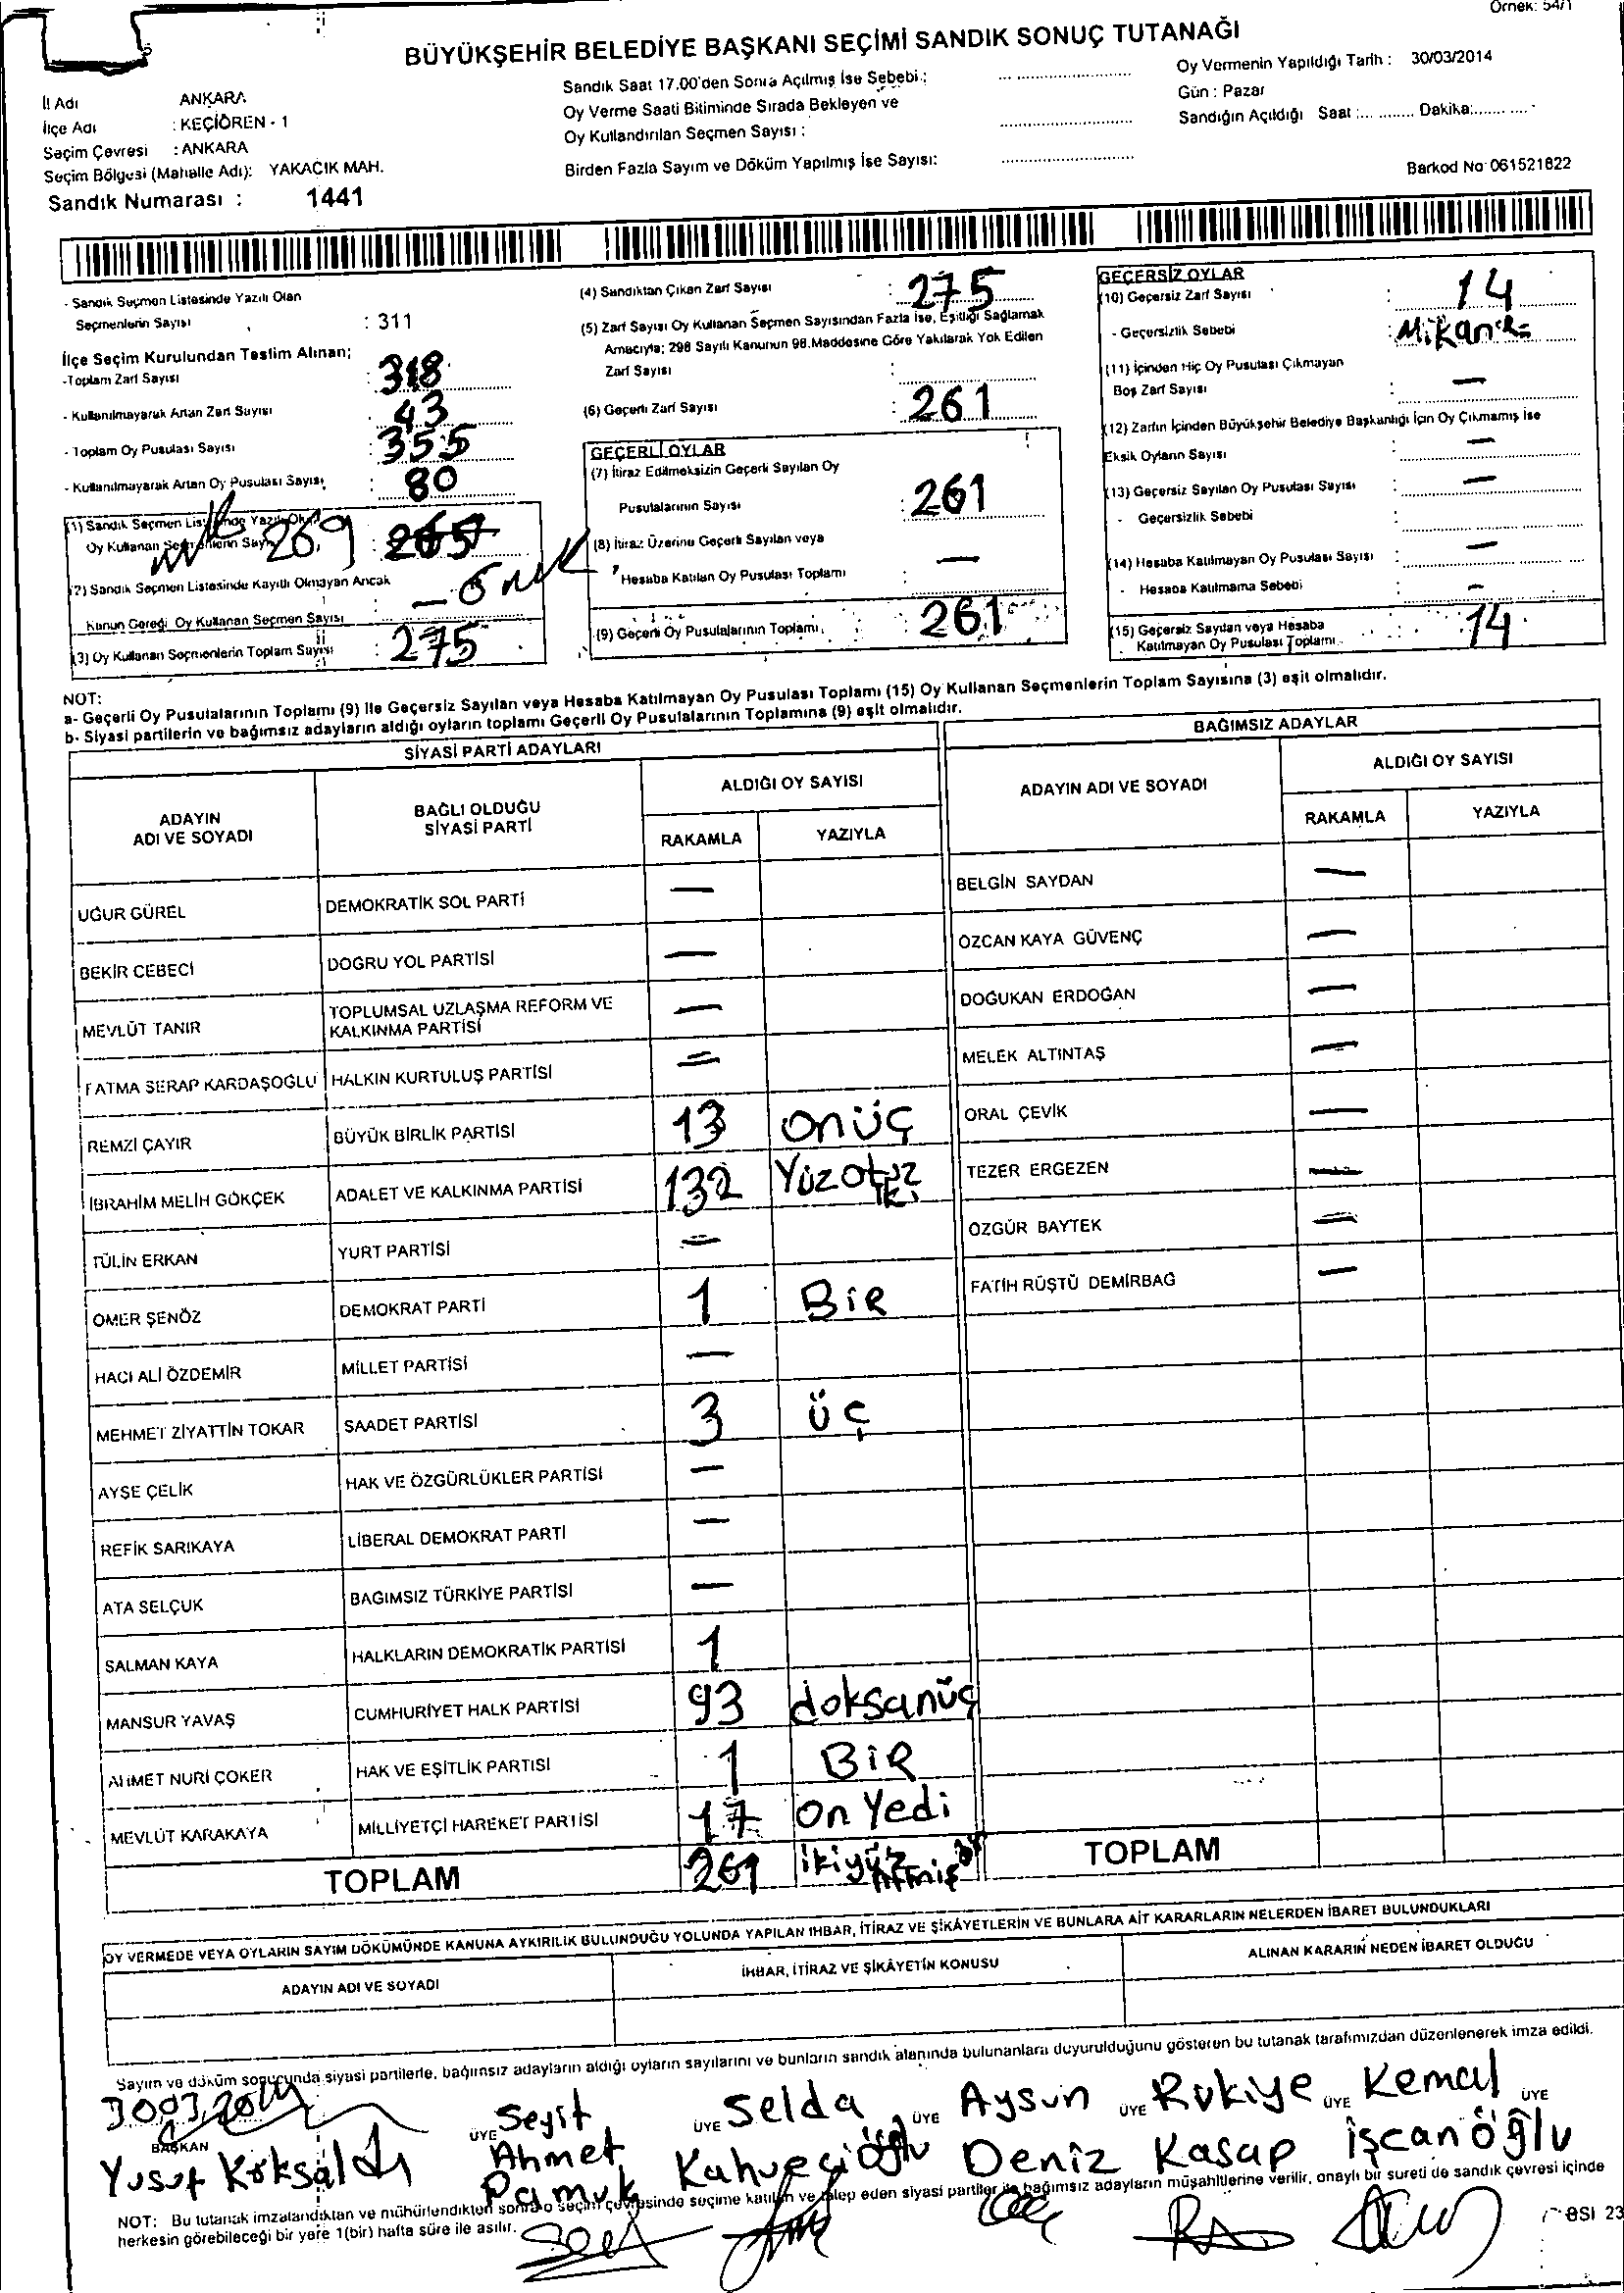 Örnek: 54/1
BÜYÜKŞEHİR BELEDİYE BAŞKANI SEÇİMİ SANDIK SONUÇ TUTANAĞI
İl Adı ANKARA
İlçe Adı : KEÇİÖREN - 1
Seçim Çevresi : ANKARA
Seçim Bölgesi (Mahalle Adı): YAKACIK MAH.
Sandık Numarası : 1441
Sandık Saat 17.00'den Sonra Açılmış İse Sebebi :
Oy Verme Saati Bitiminde Sırada Bekleyen ve
Oy Kullandırılan Seçmen Sayısı :
Birden Fazla Sayım ve Döküm Yapılmış İse Sayısı:
Oy Vermenin Yapıldığı Tarih : 30/03/2014
Gün : Pazar
Sandığın Açıldığı Saat :... ........ Dakika:....... ....
Barkod No 061521822
- Sandık Seçmen Listesinde Yazılı Olan
Seçmenlerin Sayısı : 311
İlçe Seçim Kurulundan Teslim Alınan;
-Toplam Zarf Sayısı : 318
- Kullanılmayarak Artan Zarf Sayısı : 43
- Toplam Oy Pusulası Sayısı : 355
- Kullanılmayarak Artan Oy Pusulası Sayısı : 80
(1) Sandık Seçmen Listesinde Yazılı Olup
Oy Kullanan Seçmenlerin Sayısı 269 : 265
(2) Sandık Seçmen Listesinde Kayıtlı Olmayan Ancak
Kanun Gereği Oy Kullanan Seçmen Sayısı : 6
(3) Oy Kullanan Seçmenlerin Toplam Sayısı : 275
(4) Sandıktan Çıkan Zarf Sayısı : 275
(5) Zarf Sayısı Oy Kullanan Seçmen Sayısından Fazla İse, Eşitliği Sağlamak
Amacıyla; 298 Sayılı Kanunun 98.Maddesine Göre Yakılarak Yok Edilen
Zarf Sayısı :
(6) Geçerli Zarf Sayısı : 261
GEÇERLİ OYLAR
(7) İtiraz Edilmeksizin Geçerli Sayılan Oy
Pusulalarının Sayısı : 261
(8) İtiraz Üzerine Geçerli Sayılan veya
Hesaba Katılan Oy Pusulası Toplamı : —
(9) Geçerli Oy Pusulalarının Toplamı : 261
GEÇERSİZ OYLAR
(10) Geçersiz Zarf Sayısı : 14
- Geçersizlik Sebebi :
(11) İçinden Hiç Oy Pusulası Çıkmayan
Boş Zarf Sayısı : —
(12) Zarfın İçinden Büyükşehir Belediye Başkanlığı İçin Oy Çıkmamış İse
Eksik Oyların Sayısı : —
(13) Geçersiz Sayılan Oy Pusulası Sayısı : —
- Geçersizlik Sebebi :
(14) Hesaba Katılmayan Oy Pusulası Sayısı : —
- Hesaba Katılmama Sebebi : —
(15) Geçersiz Sayılan veya Hesaba
Katılmayan Oy Pusulası Toplamı : 14
NOT:
a- Geçerli Oy Pusulalarının Toplamı (9) İle Geçersiz Sayılan veya Hesaba Katılmayan Oy Pusulası Toplamı (15) Oy Kullanan Seçmenlerin Toplam Sayısına (3) eşit olmalıdır.
b- Siyasi partilerin ve bağımsız adayların aldığı oyların toplamı Geçerli Oy Pusulalarının Toplamına (9) eşit olmalıdır.
SİYASİ PARTİ ADAYLARI
ADAYIN ADI VE SOYADI BAĞLI OLDUĞU SİYASİ PARTİ ALDIĞI OY SAYISI
RAKAMLA YAZIYLA
UĞUR GÜREL DEMOKRATİK SOL PARTİ —
BEKİR CEBECİ DOĞRU YOL PARTİSİ —
MEVLÜT TANIR TOPLUMSAL UZLAŞMA REFORM VE KALKINMA PARTİSİ —
FATMA SERAP KARDAŞOĞLU HALKIN KURTULUŞ PARTİSİ —
REMZİ ÇAYIR BÜYÜK BİRLİK PARTİSİ 13 onüç
İBRAHİM MELİH GÖKÇEK ADALET VE KALKINMA PARTİSİ 132 Yüzotuz iki
TÜLİN ERKAN YURT PARTİSİ —
ÖMER ŞENÖZ DEMOKRAT PARTİ 1 BİR
HACI ALİ ÖZDEMİR MİLLET PARTİSİ —
MEHMET ZİYATTİN TOKAR SAADET PARTİSİ 3 üç
AYŞE ÇELİK HAK VE ÖZGÜRLÜKLER PARTİSİ —
REFİK SARIKAYA LİBERAL DEMOKRAT PARTİ —
ATA SELÇUK BAĞIMSIZ TÜRKİYE PARTİSİ —
SALMAN KAYA HALKLARIN DEMOKRATİK PARTİSİ 1
MANSUR YAVAŞ CUMHURİYET HALK PARTİSİ 93 doksanüç
AHMET NURİ ÇOKER HAK VE EŞİTLİK PARTİSİ 1 BİR
MEVLÜT KARAKAYA MİLLİYETÇİ HAREKET PARTİSİ 17 on Yedi
TOPLAM 261 ikiyüz Atmış bir
BAĞIMSIZ ADAYLAR
ADAYIN ADI VE SOYADI ALDIĞI OY SAYISI
RAKAMLA YAZIYLA
BELGİN SAYDAN —
ÖZCAN KAYA GÜVENÇ —
DOĞUKAN ERDOĞAN —
MELEK ALTINTAŞ —
ORAL ÇEVİK —
TEZER ERGEZEN —
ÖZGÜR BAYTEK —
FATİH RÜŞTÜ DEMİRBAĞ —
TOPLAM
OY VERMEDE VEYA OYLARIN SAYIM DÖKÜMÜNDE KANUNA AYKIRILIK BULUNDUĞU YOLUNDA YAPILAN İHBAR, İTİRAZ VE ŞİKÂYETLERİN VE BUNLARA AİT KARARLARIN NELERDEN İBARET BULUNDUKLARI
ADAYIN ADI VE SOYADI İHBAR, İTİRAZ VE ŞİKÂYETİN KONUSU ALINAN KARARIN NEDEN İBARET OLDUĞU
Sayım ve döküm sonucunda siyasi partilerle, bağımsız adayların aldığı oyların sayılarını ve bunların sandık alanında bulunanlara duyurulduğunu gösteren bu tutanak tarafımızdan düzenlenerek imza edildi.
30032014
BAŞKAN ÜYE ÜYE ÜYE ÜYE ÜYE ÜYE
Yusuf Köksal
Seyit Ahmet Pamuk
Selda Kahvecioğlu
Aysun Deniz
Rukiye Kasap
Kemal İşcanoğlu
NOT: Bu tutanak imzalandıktan ve mühürlendikten sonra o seçim çevresinde seçime katılan ve talep eden siyasi partiler ile bağımsız adayların müşahitlerine verilir, onaylı bir sureti de sandık çevresi içinde
herkesin görebileceği bir yere 1(bir) hafta süre ile asılır.